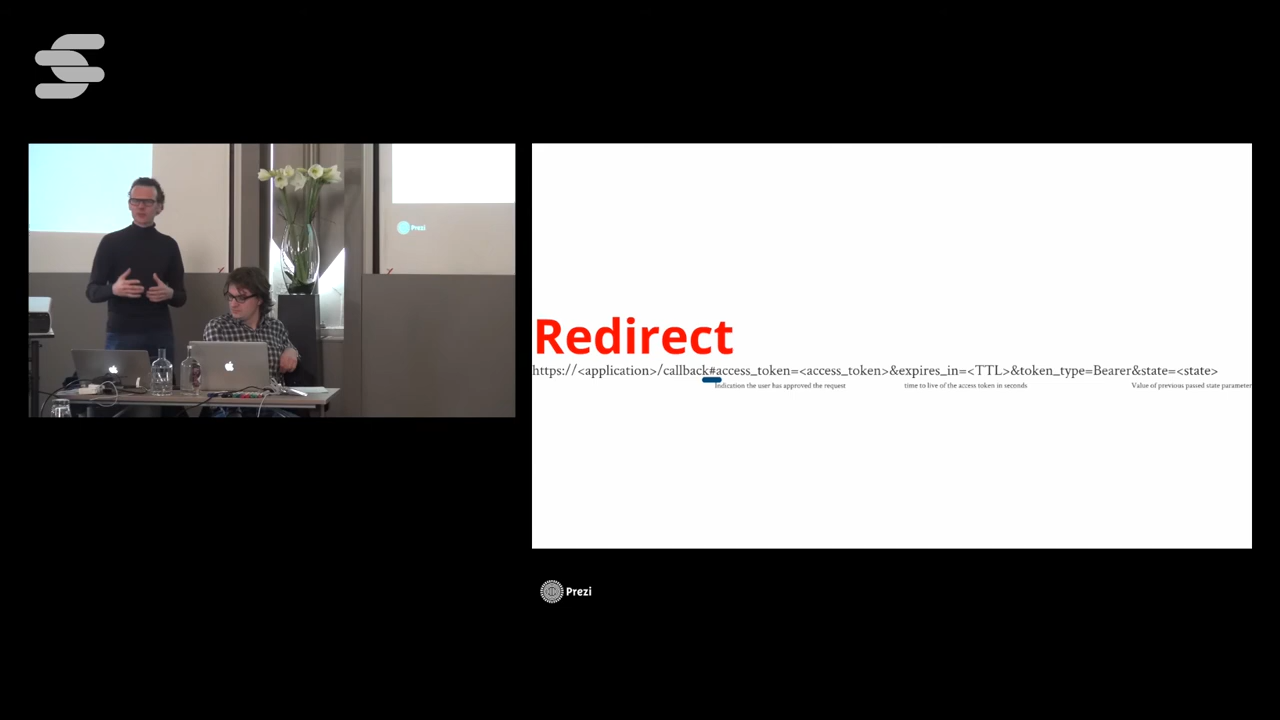 Prezi
Redirect
https://<application>/callback#access_token=<access_token>&expires_in=<TTL>&token_type=Bearer&state=<state>
Indication the user has approved the request
time to live of the access token in seconds
Value of previous passed state parameter
Prezi